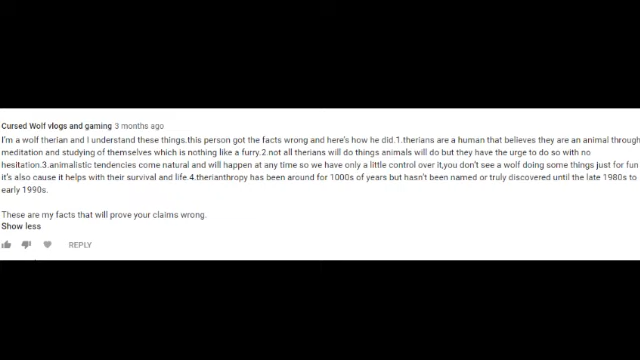 Cursed Wolf vlogs and gaming 3 months ago
I'm a wolf therian and I understand these things.this person got the facts wrong and here's how he did.1.therians are a human that believes they are an animal through
meditation and studying of themselves which is nothing like a furry.2.not all therians will do things animals will do but they have the urge to do so with no
hesitation.3.animalistic tendencies come natural and will happen at any time so we have only a little control over it,you don't see a wolf doing some things just for fun
it's also cause it helps with their survival and life.4.therianthropy has been around for 1000s of years but hasn't been named or truly discovered until the late 1980s to
early 1990s.
These are my facts that will prove your claims wrong.
Show less
REPLY